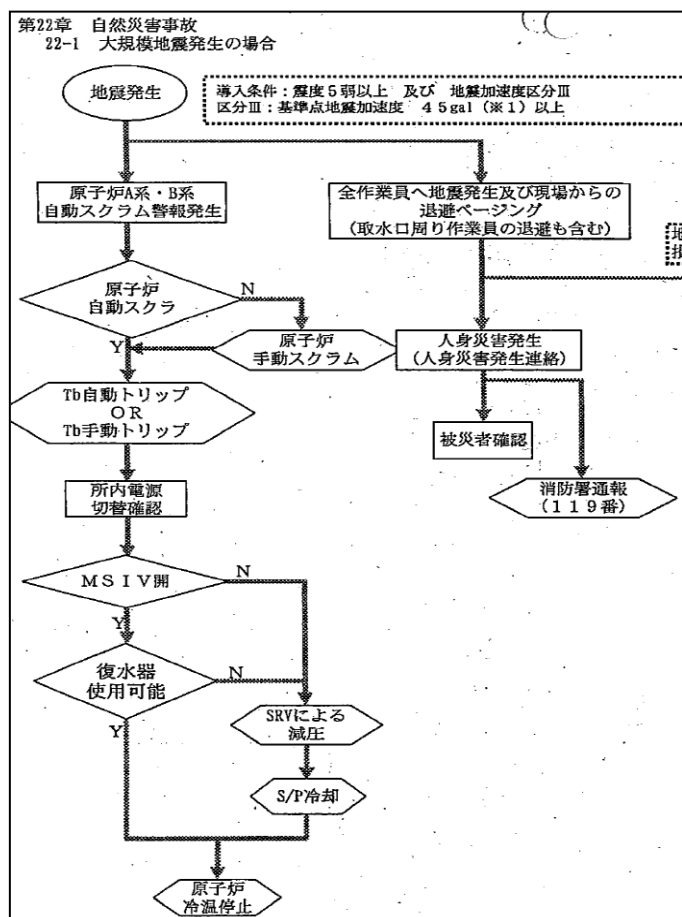 第22章 自然災害事故
22-1 大規模地震発生の場合
地震発生
導入条件：震度5弱以上 及び 地震加速度区分Ⅲ
区分Ⅲ：基準点地震加速度 45gal（※1）以上
原子炉A系・B系
自動スクラム警報発生
全作業員へ地震発生及び現場からの
退避ページング
（取水口周り作業員の退避も含む）
地
原子炉
自動スクラ
N
Y
原子炉
手動スクラム
人身災害発生
（人身災害発生連絡）
Tb自動トリップ
OR
Tb手動トリップ
被災者確認
消防署通報
（119番）
所内電源
切替確認
MSIV開
N
Y
復水器
使用可能
N
Y
SRVによる
減圧
S/P冷却
原子炉
冷温停止